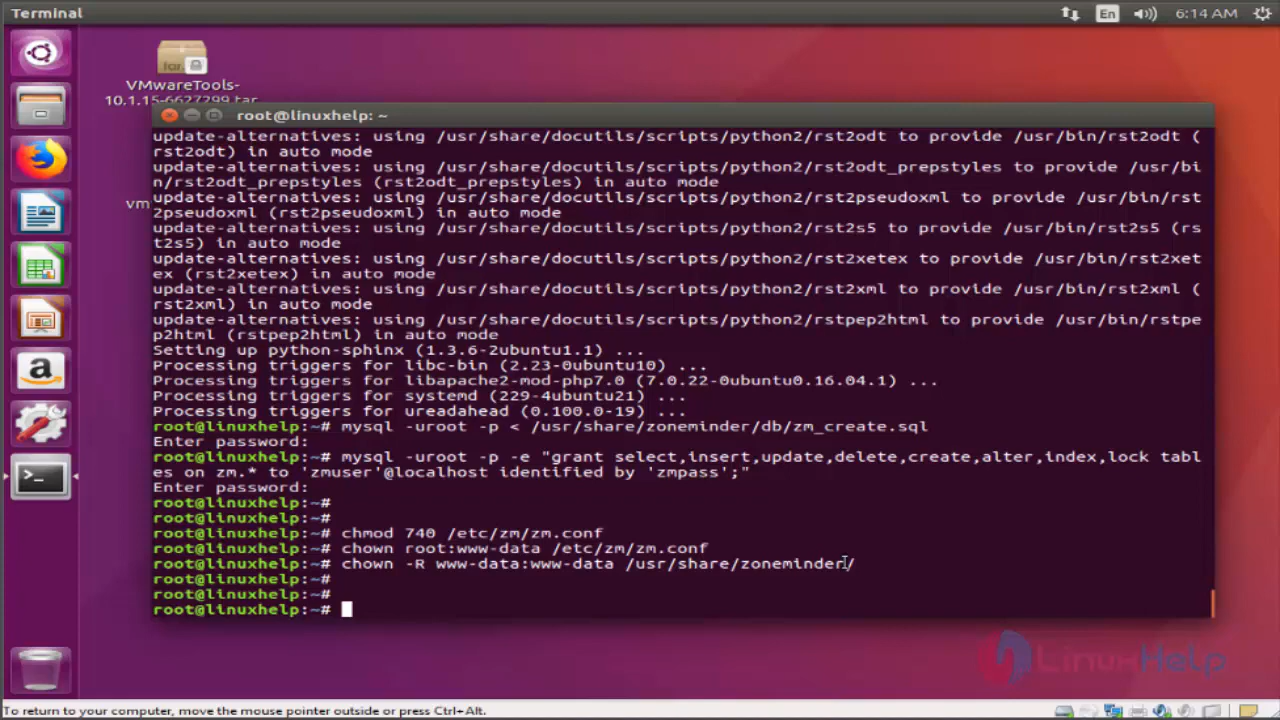 Terminal
En
6:14 AM
VMwareTools-
10.1.15-6627299.tar
root@linuxhelp: ~
update-alternatives: using /usr/share/docutils/scripts/python2/rst2odt to provide /usr/bin/rst2odt (
rst2odt) in auto mode
update-alternatives: using /usr/share/docutils/scripts/python2/rst2odt_prepstyles to provide /usr/bi
n/rst2odt_prepstyles (rst2odt_prepstyles) in auto mode
update-alternatives: using /usr/share/docutils/scripts/python2/rst2pseudoxml to provide /usr/bin/rst
2pseudoxml (rst2pseudoxml) in auto mode
update-alternatives: using /usr/share/docutils/scripts/python2/rst2s5 to provide /usr/bin/rst2s5 (rs
t2s5) in auto mode
update-alternatives: using /usr/share/docutils/scripts/python2/rst2xetex to provide /usr/bin/rst2xet
ex (rst2xetex) in auto mode
update-alternatives: using /usr/share/docutils/scripts/python2/rst2xml to provide /usr/bin/rst2xml (
rst2xml) in auto mode
update-alternatives: using /usr/share/docutils/scripts/python2/rstpep2html to provide /usr/bin/rstpe
p2html (rstpep2html) in auto mode
Setting up python-sphinx (1.3.6-2ubuntu1.1) ...
Processing triggers for libc-bin (2.23-0ubuntu10) ...
Processing triggers for libapache2-mod-php7.0 (7.0.22-0ubuntu0.16.04.1) ...
Processing triggers for systemd (229-4ubuntu21) ...
Processing triggers for ureadahead (0.100.0-19) ...
root@linuxhelp:~# mysql -uroot -p < /usr/share/zoneminder/db/zm_create.sql
Enter password:
root@linuxhelp:~# mysql -uroot -p -e "grant select,insert,update,delete,create,alter,index,lock tabl
es on zm.* to 'zmuser'@localhost identified by 'zmpass';"
Enter password:
root@linuxhelp:~#
root@linuxhelp:~#
root@linuxhelp:~# chmod 740 /etc/zm/zm.conf
root@linuxhelp:~# chown root:www-data /etc/zm/zm.conf
root@linuxhelp:~# chown -R www-data:www-data /usr/share/zoneminder/
root@linuxhelp:~#
root@linuxhelp:~#
root@linuxhelp:~#
LinuxHelp
To return to your computer, move the mouse pointer outside or press Ctrl+Alt.